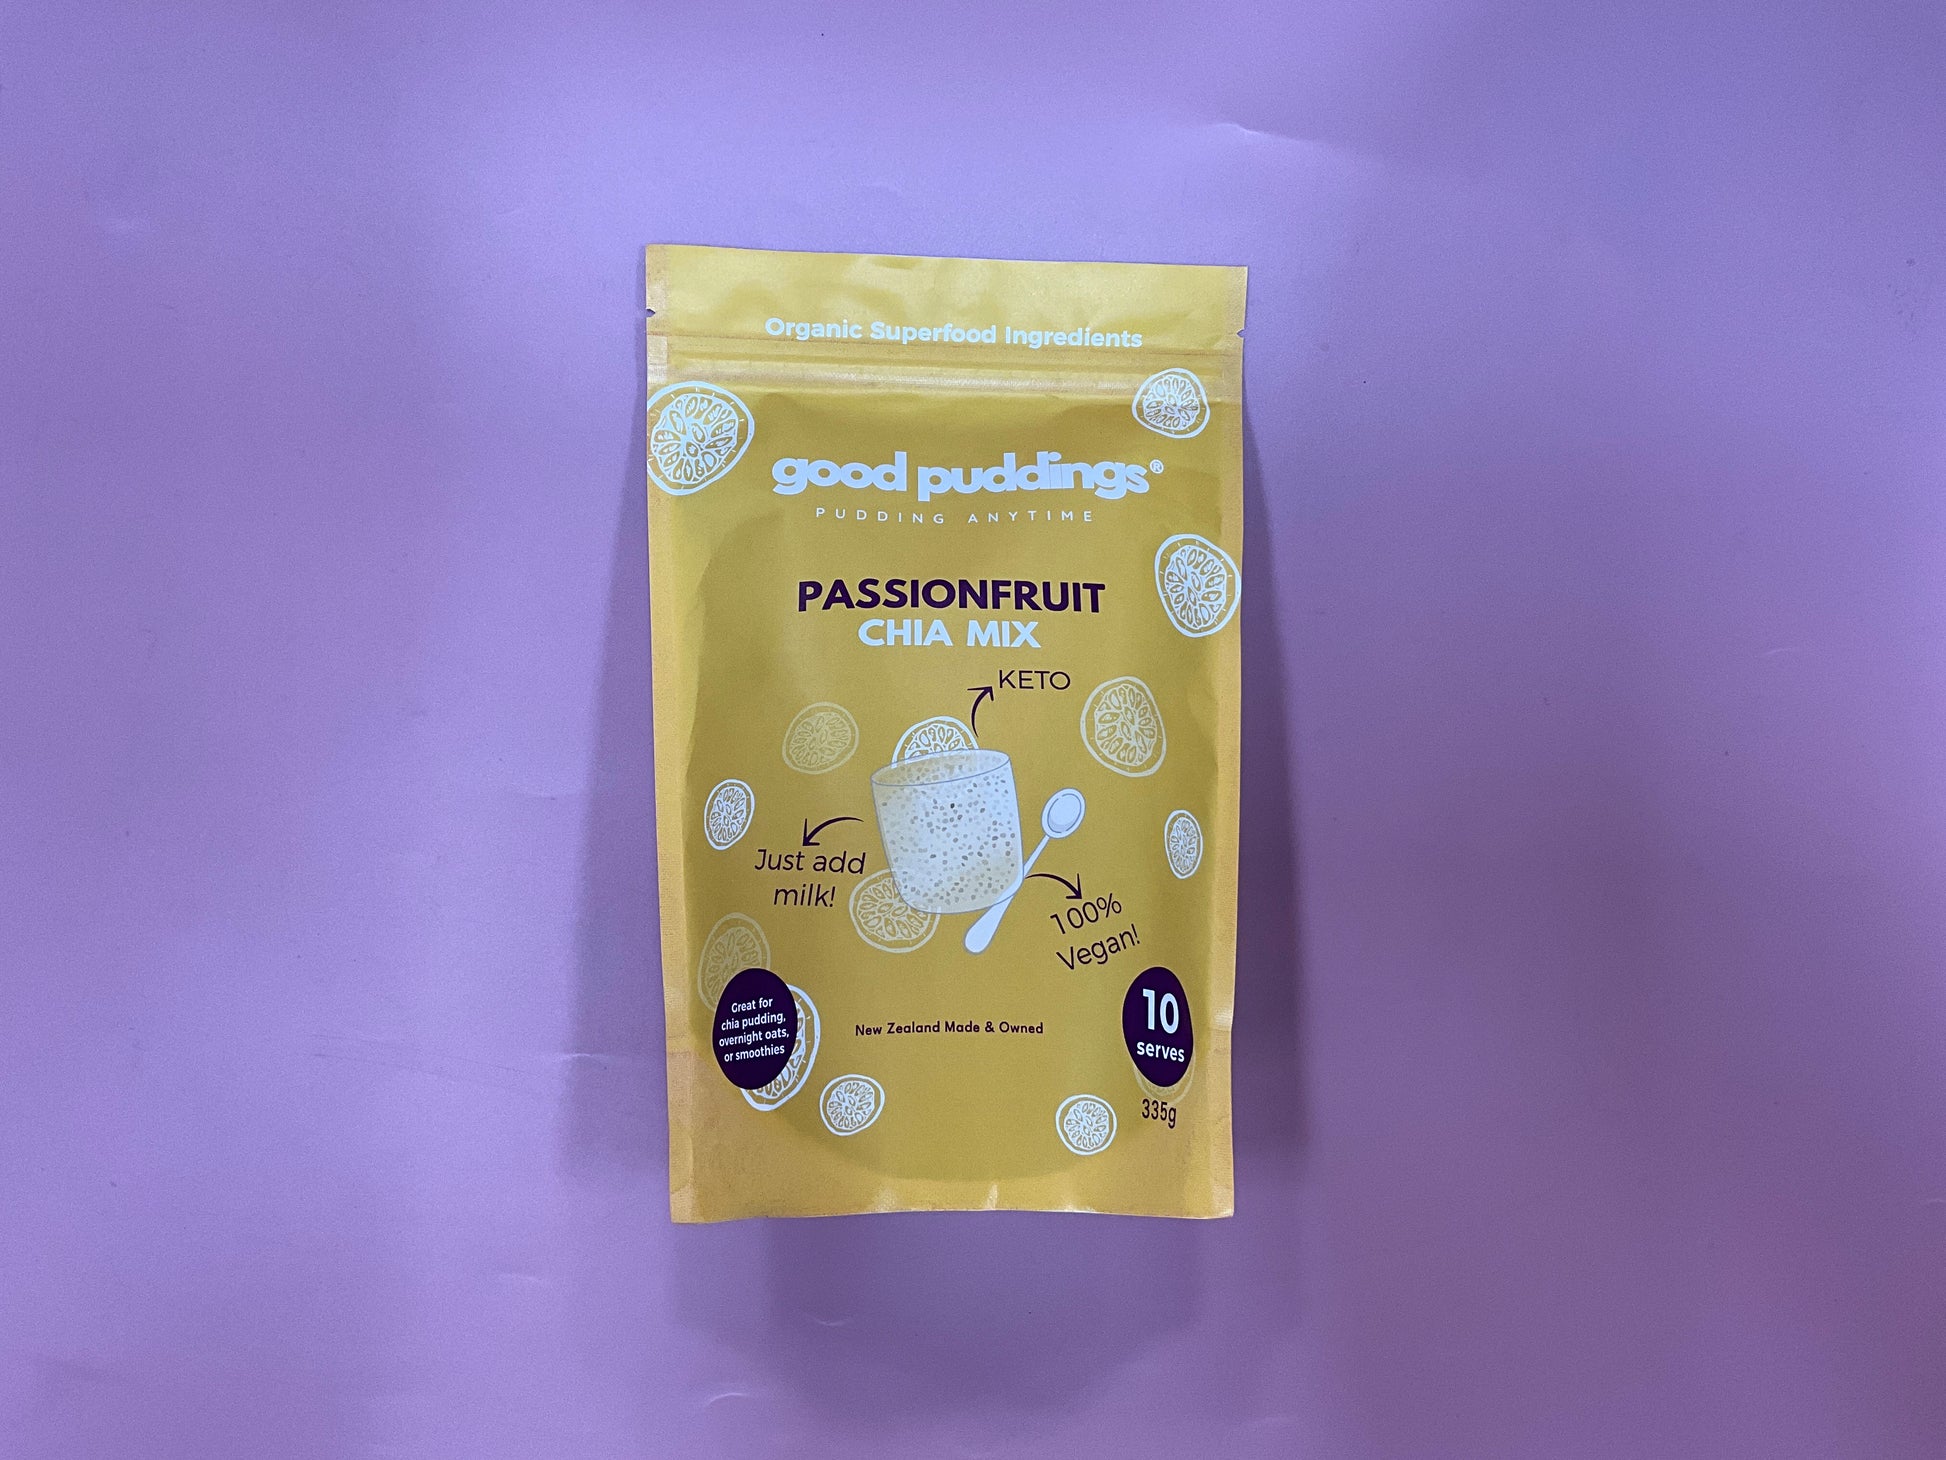 Organic Superfood Ingredients
good puddings®
PUDDING ANYTIME
PASSIONFRUIT
CHIA MIX
KETO
Just add
milk!
100%
Vegan!
Great for
chia pudding,
overnight oats,
or smoothies
New Zealand Made & Owned
10
serves
335g